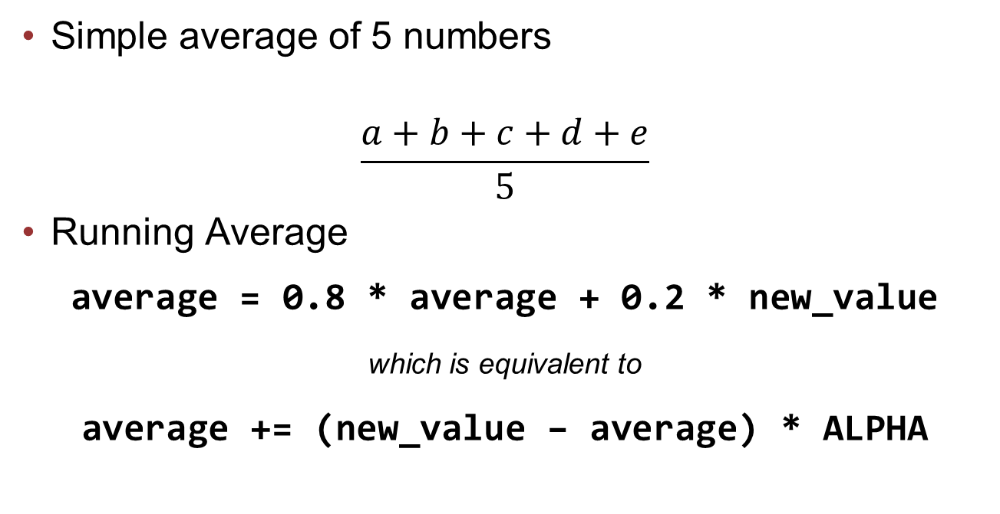 • Simple average of 5 numbers
a + b + c + d + e
5
• Running Average
average = 0.8 * average + 0.2 * new_value
which is equivalent to
average += (new_value – average) * ALPHA